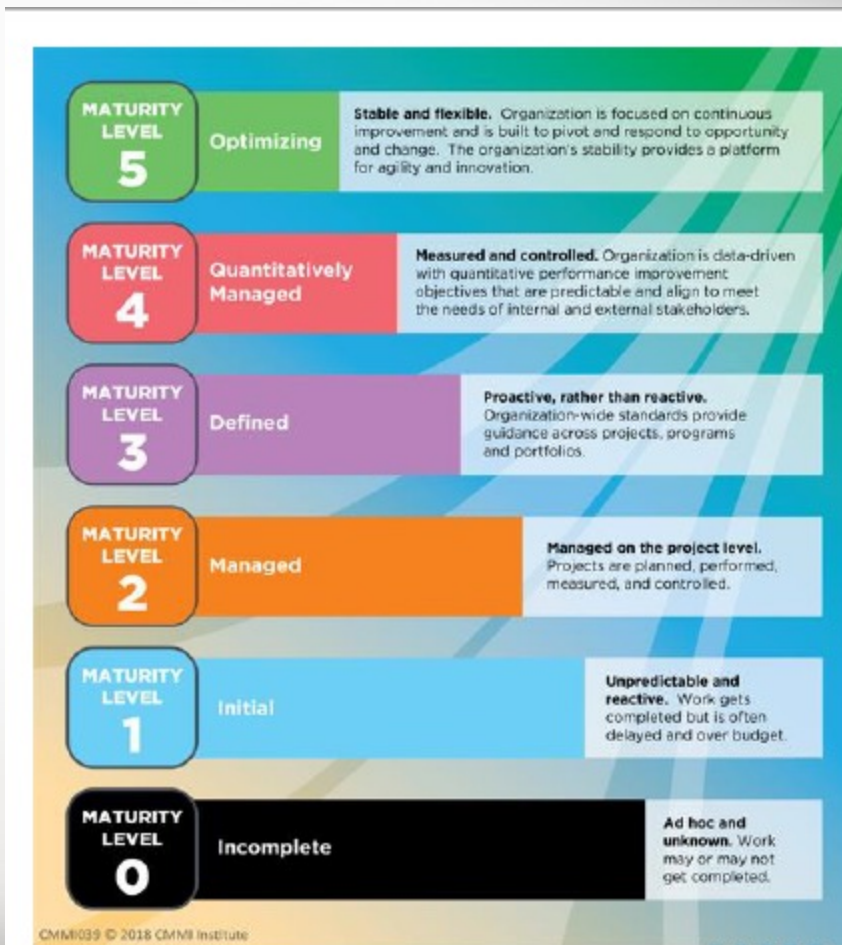 MATURITY
LEVEL
5
Optimizing
Stable and flexible. Organization is focused on continuous
improvement and is built to pivot and respond to opportunity
and change. The organization's stability provides a platform
for agility and innovation.
MATURITY
LEVEL
4
Quantitatively
Managed
Measured and controlled. Organization is data-driven
with quantitative performance improvement
objectives that are predictable and align to meet
the needs of internal and external stakeholders.
MATURITY
LEVEL
3
Defined
Proactive, rather than reactive.
Organization-wide standards provide
guidance across projects, programs
and portfolios.
MATURITY
LEVEL
2
Managed
Managed on the project level.
Projects are planned, performed,
measured, and controlled.
MATURITY
LEVEL
1
Initial
Unpredictable and
reactive. Work gets
completed but is often
delayed and over budget.
MATURITY
LEVEL
0
Incomplete
Ad hoc and
unknown. Work
may or may not
get completed.
CMMI039 © 2018 CMMI Institute